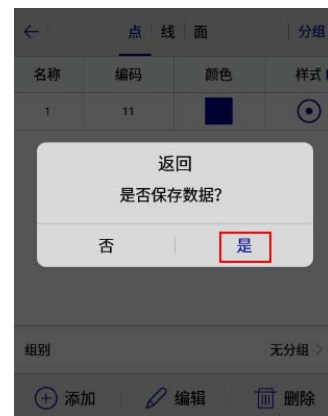 点 线 面 分组
名称 编码 颜色 样式
1 11
返回
是否保存数据?
否 是
组别 无分组
添加 编辑 删除